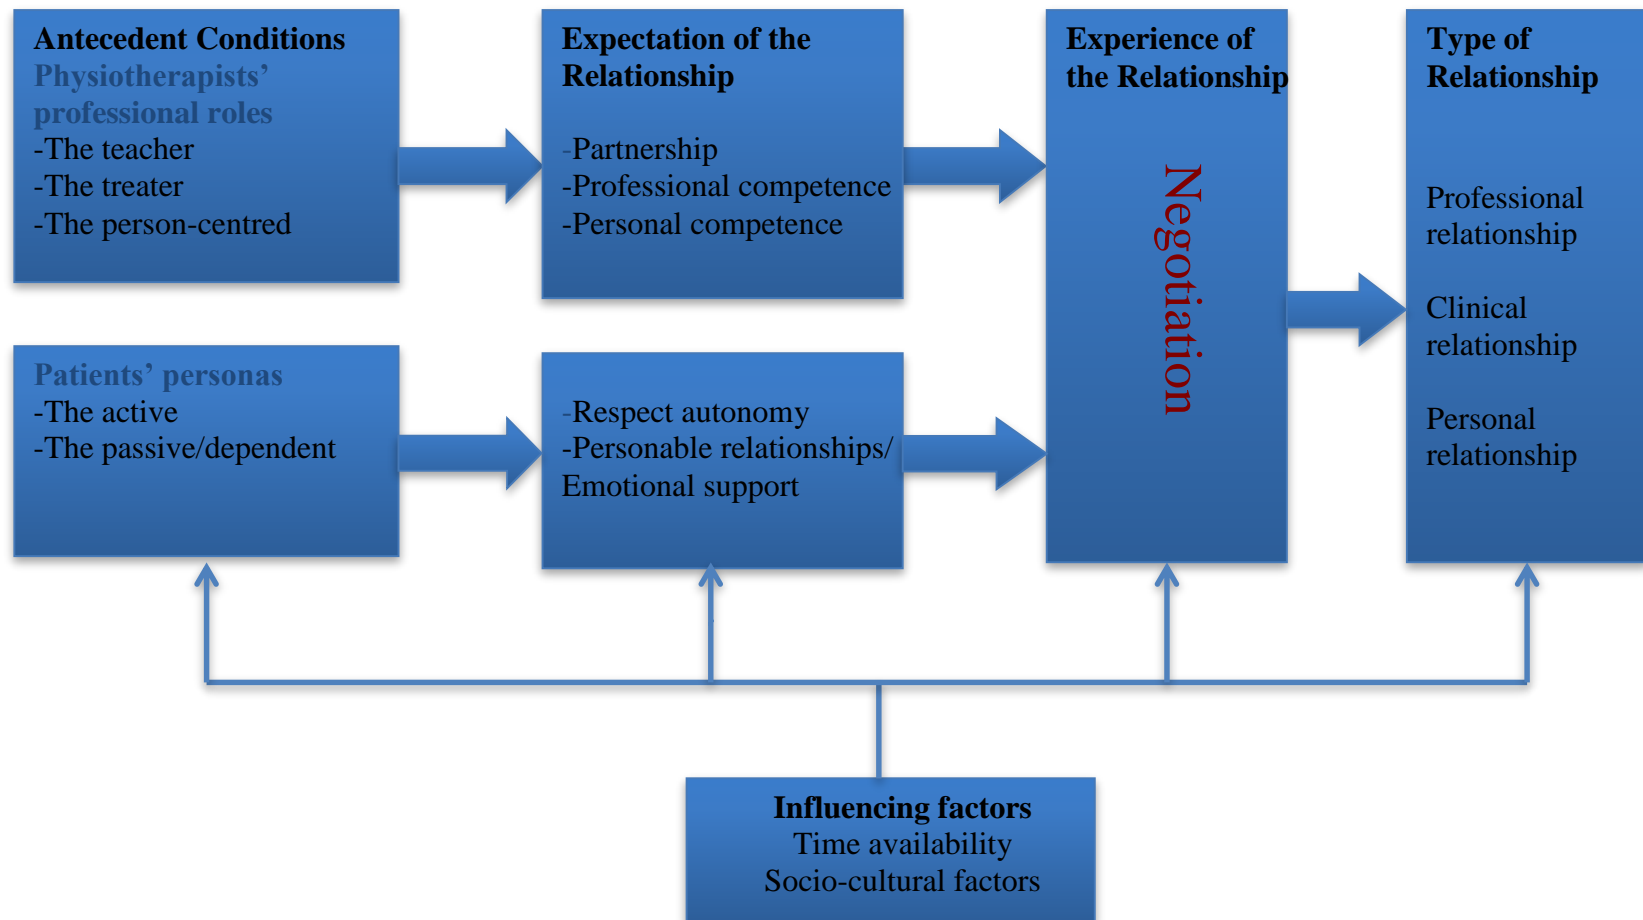 Antecedent Conditions
Physiotherapists’
professional roles
-The teacher
-The treater
-The person-centred
Expectation of the
Relationship
-Partnership
-Professional competence
-Personal competence
Experience of
the Relationship
Negotiation
Type of
Relationship
Professional
relationship
Clinical
relationship
Personal
relationship
Patients’ personas
-The active
-The passive/dependent
-Respect autonomy
-Personable relationships/
Emotional support
Influencing factors
Time availability
Socio-cultural factors